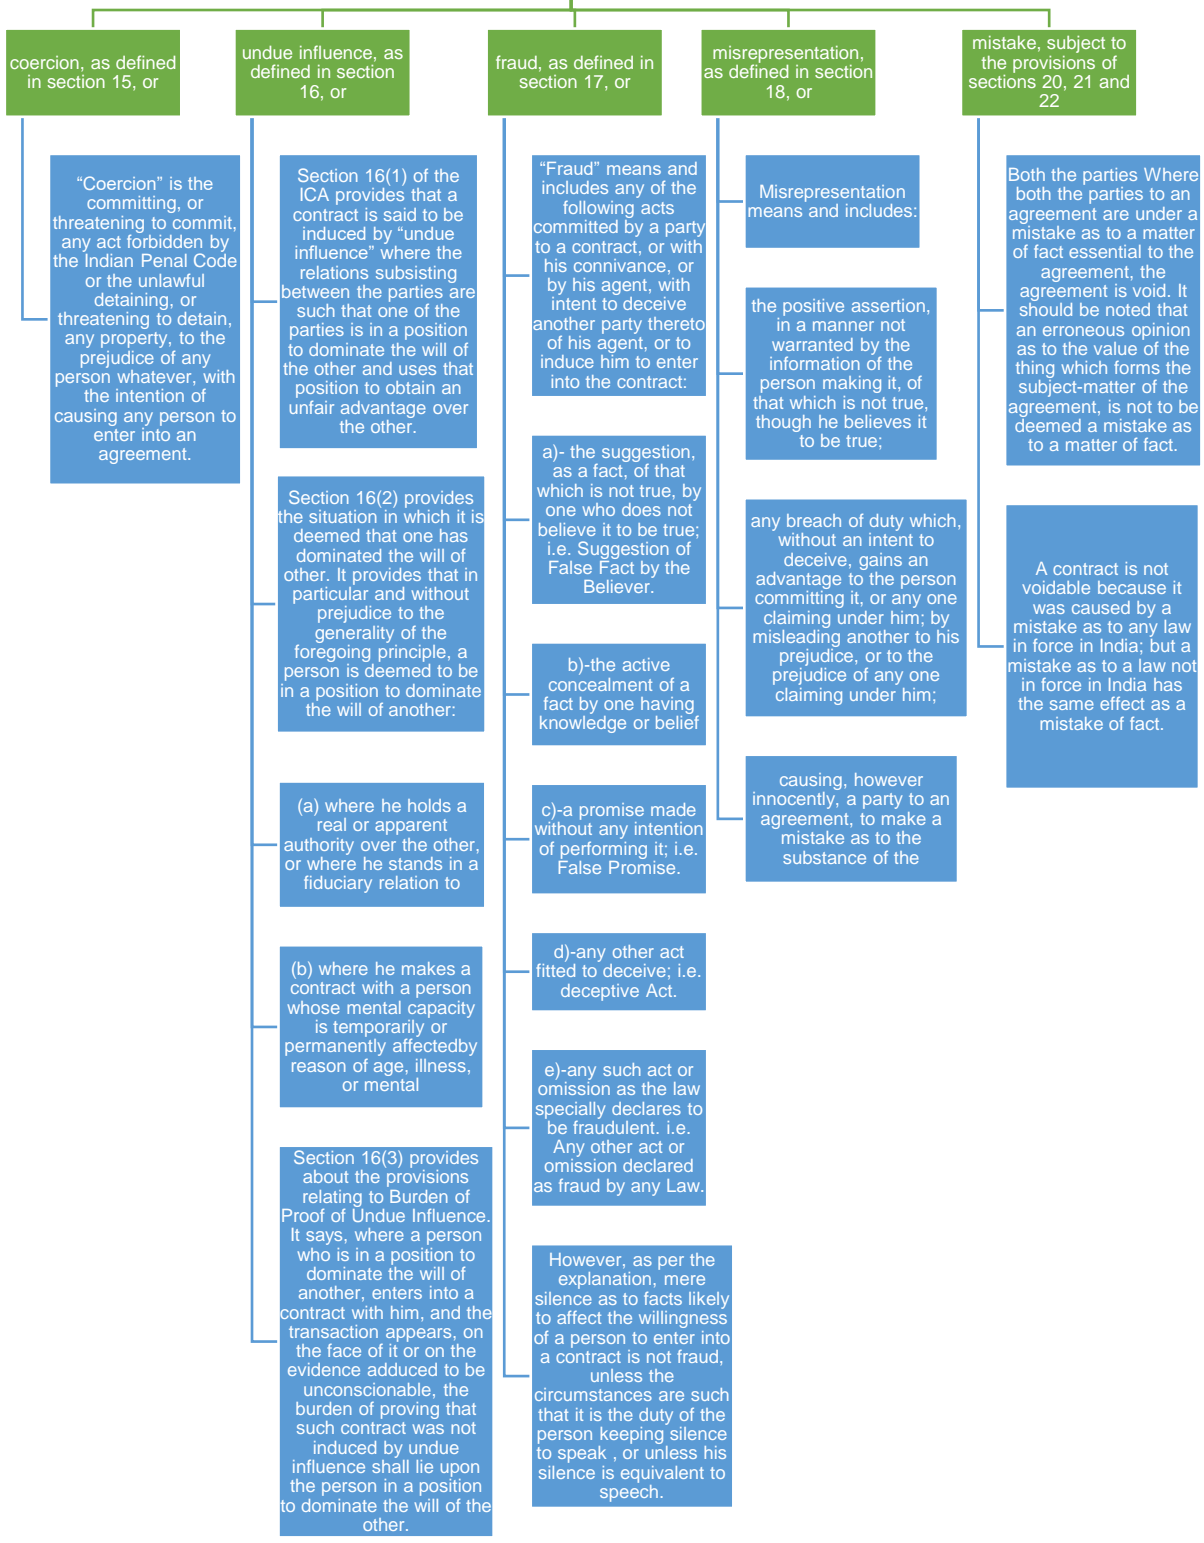 coercion, as defined
in section 15, or
"Coercion" is the
committing, or
threatening to commit,
any act forbidden by
the Indian Penal Code
or the unlawful
detaining, or
threatening to detain,
any property, to the
prejudice of any
person whatever, with
the intention of
causing any person to
enter into an
agreement.
undue influence, as
defined in section
16, or
Section 16(1) of the
ICA provides that a
contract is said to be
induced by “undue
influence” where the
relations subsisting
between the parties are
such that one of the
parties is in a position
to dominate the will of
the other and uses that
position to obtain an
unfair advantage over
the other.
Section 16(2) provides
the situation in which it is
deemed that one has
dominated the will of
other. It provides that in
particular and without
prejudice to the
generality of the
foregoing principle, a
person is deemed to be
in a position to dominate
the will of another:
(a) where he holds a
real or apparent
authority over the other,
or where he stands in a
fiduciary relation to
(b) where he makes a
contract with a person
whose mental capacity
is temporarily or
permanently affectedby
reason of age, illness,
or mental
Section 16(3) provides
about the provisions
relating to Burden of
Proof of Undue Influence.
It says, where a person
who is in a position to
dominate the will of
another, enters into a
contract with him, and the
transaction appears, on
the face of it or on the
evidence adduced to be
unconscionable, the
burden of proving that
such contract was not
induced by undue
influence shall lie upon
the person in a position
to dominate the will of the
other.
fraud, as defined in
section 17, or
“Fraud” means and
includes any of the
following acts
committed by a party
to a contract, or with
his connivance, or
by his agent, with
intent to deceive
another party thereto
of his agent, or to
induce him to enter
into the contract:
a)- the suggestion,
as a fact, of that
which is not true, by
one who does not
believe it to be true;
i.e. Suggestion of
False Fact by the
Believer.
b)-the active
concealment of a
fact by one having
knowledge or belief
c)-a promise made
without any intention
of performing it; i.e.
False Promise.
d)-any other act
fitted to deceive; i.e.
deceptive Act.
e)-any such act or
omission as the law
specially declares to
be fraudulent. i.e.
Any other act or
omission declared
as fraud by any Law.
However, as per the
explanation, mere
silence as to facts likely
to affect the willingness
of a person to enter into
a contract is not fraud,
unless the
circumstances are such
that it is the duty of the
person keeping silence
to speak , or unless his
silence is equivalent to
speech.
misrepresentation,
as defined in section
18, or
Misrepresentation
means and includes:
the positive assertion,
in a manner not
warranted by the
information of the
person making it, of
that which is not true,
though he believes it
to be true;
any breach of duty which,
without an intent to
deceive, gains an
advantage to the person
committing it, or any one
claiming under him; by
misleading another to his
prejudice, or to the
prejudice of any one
claiming under him;
causing, however
innocently, a party to an
agreement, to make a
mistake as to the
substance of the
mistake, subject to
the provisions of
sections 20, 21 and
22
Both the parties Where
both the parties to an
agreement are under a
mistake as to a matter
of fact essential to the
agreement, the
agreement is void. It
should be noted that
an erroneous opinion
as to the value of the
thing which forms the
subject-matter of the
agreement, is not to be
deemed a mistake as
to a matter of fact.
A contract is not
voidable because it
was caused by a
mistake as to any law
in force in India; but a
mistake as to a law not
in force in India has
the same effect as a
mistake of fact.